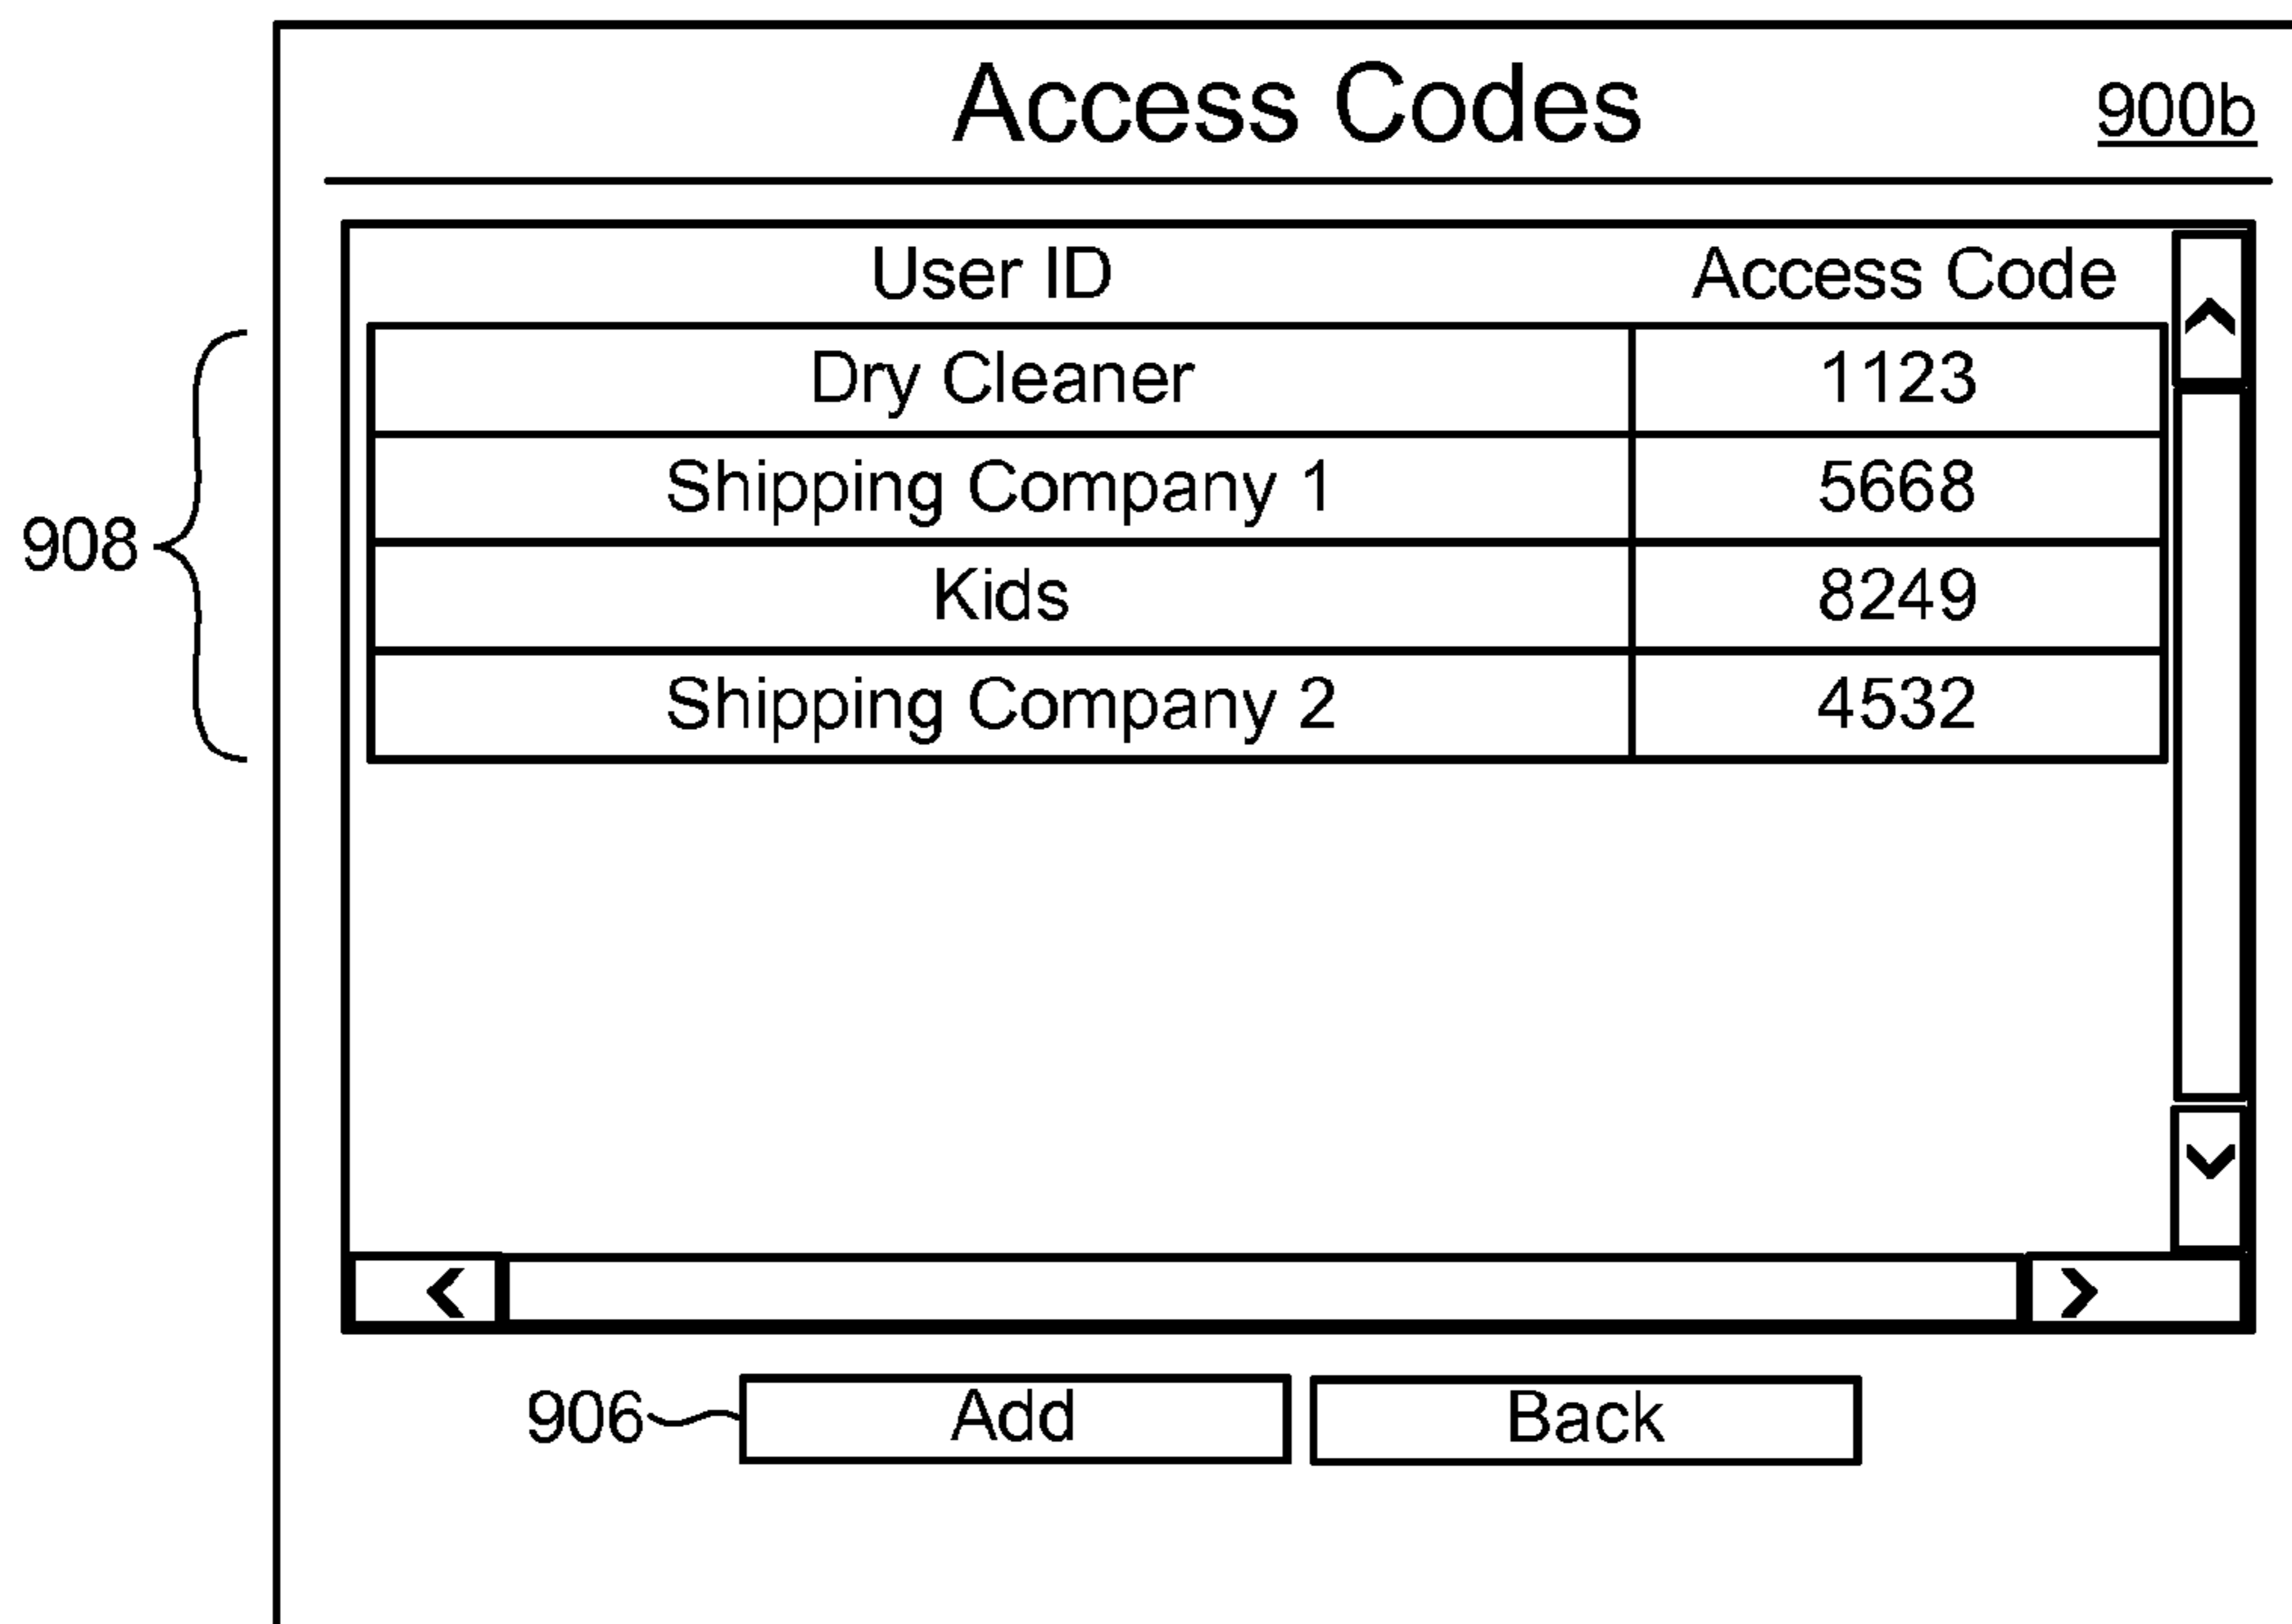 Access Codes 900b
User ID Access Code
Dry Cleaner 1123
Shipping Company 1 5668
908
Kids 8249
Shipping Company 2 4532
906 Add Back